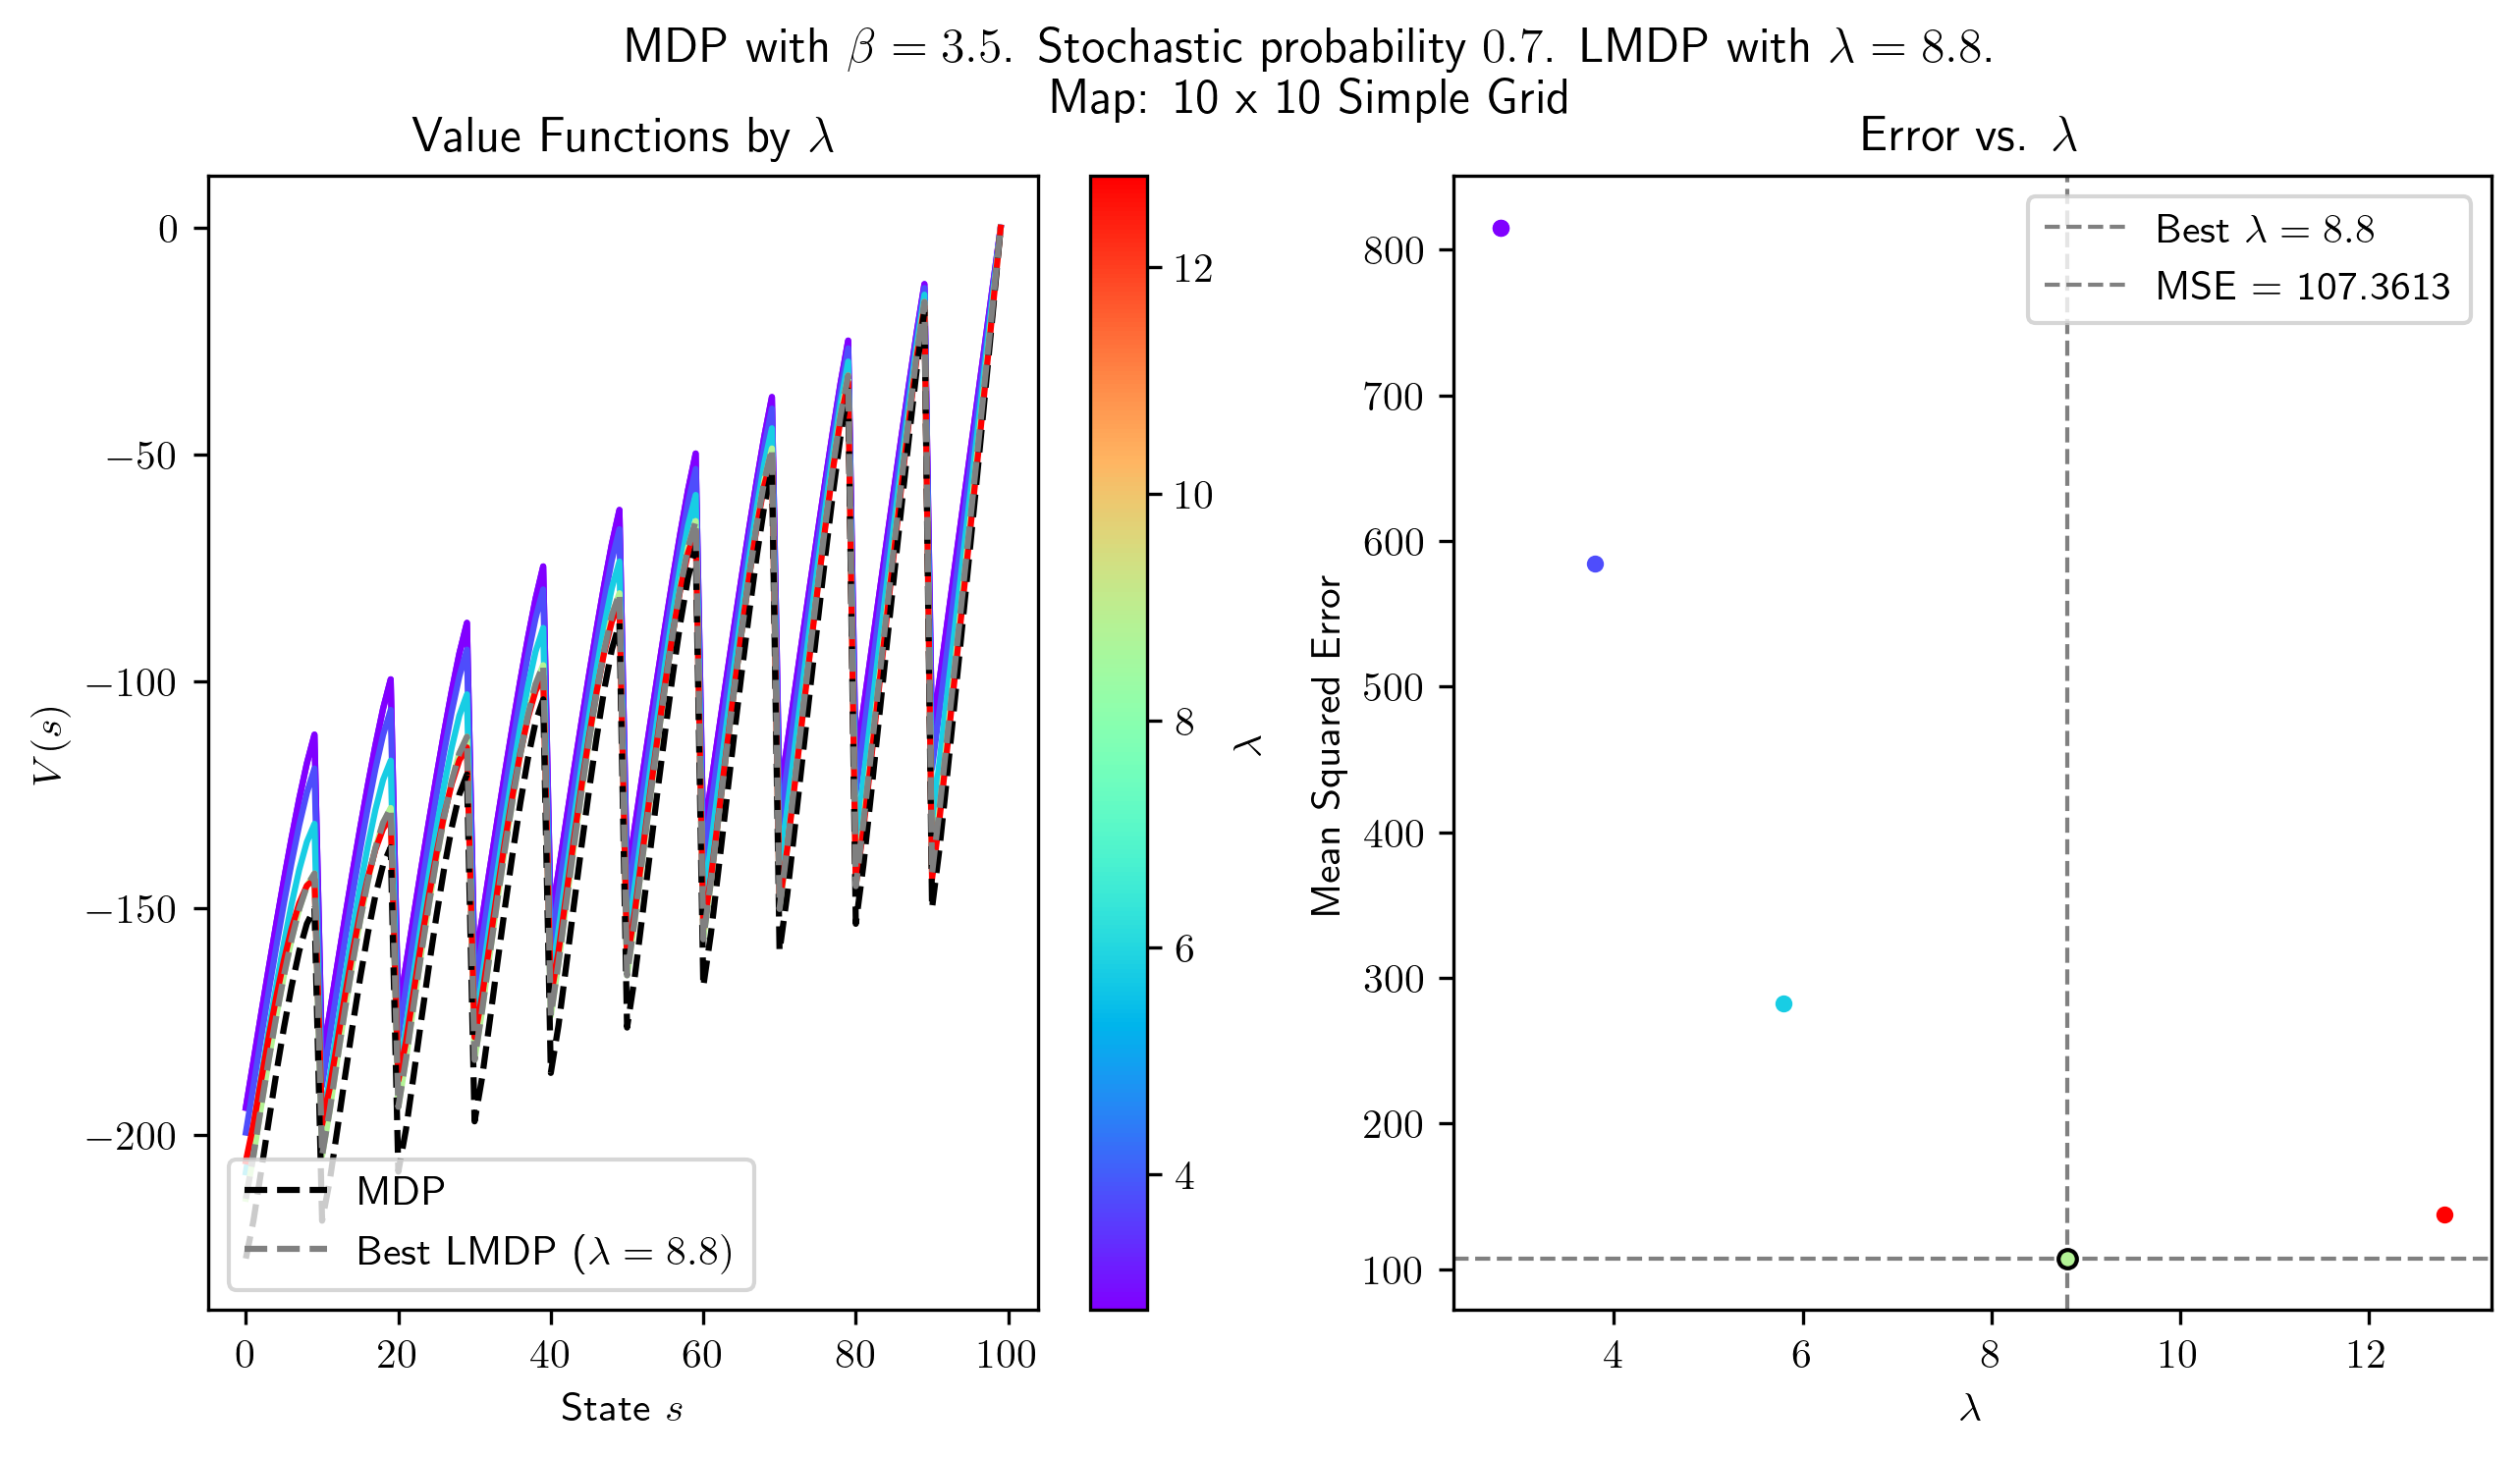 MDP with β = 3.5. Stochastic probability 0.7. LMDP with λ = 8.8.
Map: 10 x 10 Simple Grid
Value Functions by λ
0
−50
−100
−150
−200
V(s)
MDP
Best LMDP (λ = 8.8)
0 20 40 60 80 100
State s
12
10
8
6
4
λ
Error vs. λ
Best λ = 8.8
MSE = 107.3613
800
700
600
500
400
300
200
100
Mean Squared Error
4 6 8 10 12
λ